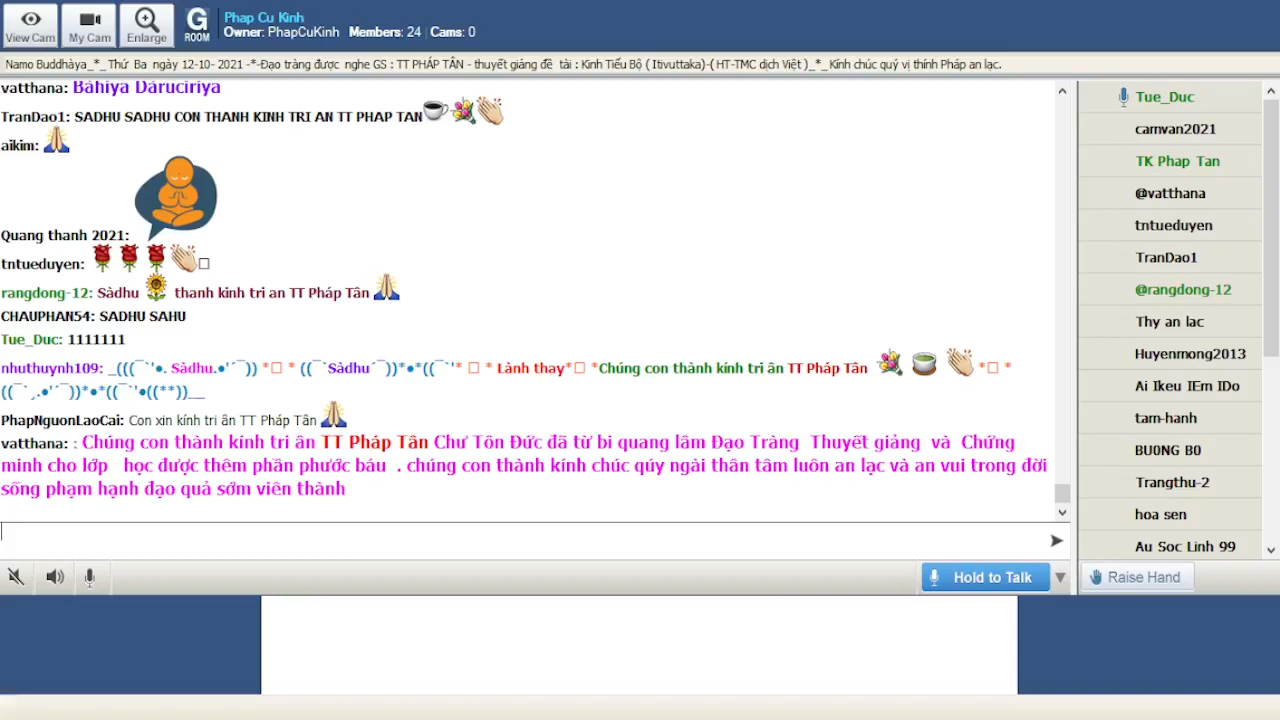 View Cam
My Cam
Enlarge
G
ROOM
Phap Cu Kinh
Owner: PhapCuKinh Members: 24 Cams: 0
Namo Buddhàya_*_ Thứ Ba ngày 12-10- 2021 -*-Đạo tràng được nghe GS : TT PHÁP TÂN - thuyết giảng đề tài : Kinh Tiểu Bộ ( Itivuttaka)-( HT-TMC dịch Việt )_*_ Kính chúc quý vị thính Pháp an lạc.
vatthana: Bāhiya Dāruciriya
TranDao1: SADHU SADHU CON THANH KINH TRI AN TT PHAP TAN
aikim:
Quang thanh 2021:
tntueduyen:
rangdong-12: Sàdhu thanh kinh tri an TT Pháp Tân
CHAUPHAN54: SADHU SAHU
Tue_Duc: 1111111
nhuthuynh109: _(((¯`'•. Sàdhu.•'´¯)) *□ * ((¯`Sàdhu´¯))*•*((¯`'* □ * Lành thay*□ *Chúng con thành kính tri ân TT Pháp Tân *□ *
((¯`¸.•'´¯))*•*((¯`'•((**))__
PhapNguonLaoCai: Con xin kính tri ân TT Pháp Tân
vatthana: : Chúng con thành kính tri ân TT Pháp Tân Chư Tôn Đức đã từ bi quang lâm Đạo Tràng Thuyết giảng và Chứng
minh cho lớp học được thêm phần phước báu . chúng con thành kính chúc qúy ngài thân tâm luôn an lạc và an vui trong đời
sống phạm hạnh đạo quả sớm viên thành
Tue_Duc
camvan2021
TK Phap Tan
@vatthana
tntueduyen
TranDao1
@rangdong-12
Thy an lac
Huyenmong2013
Ai Ikeu IEm IDo
tam-hanh
BU0NG B0
Trangthu-2
hoa sen
Au Soc Linh 99
Hold to Talk
Raise Hand